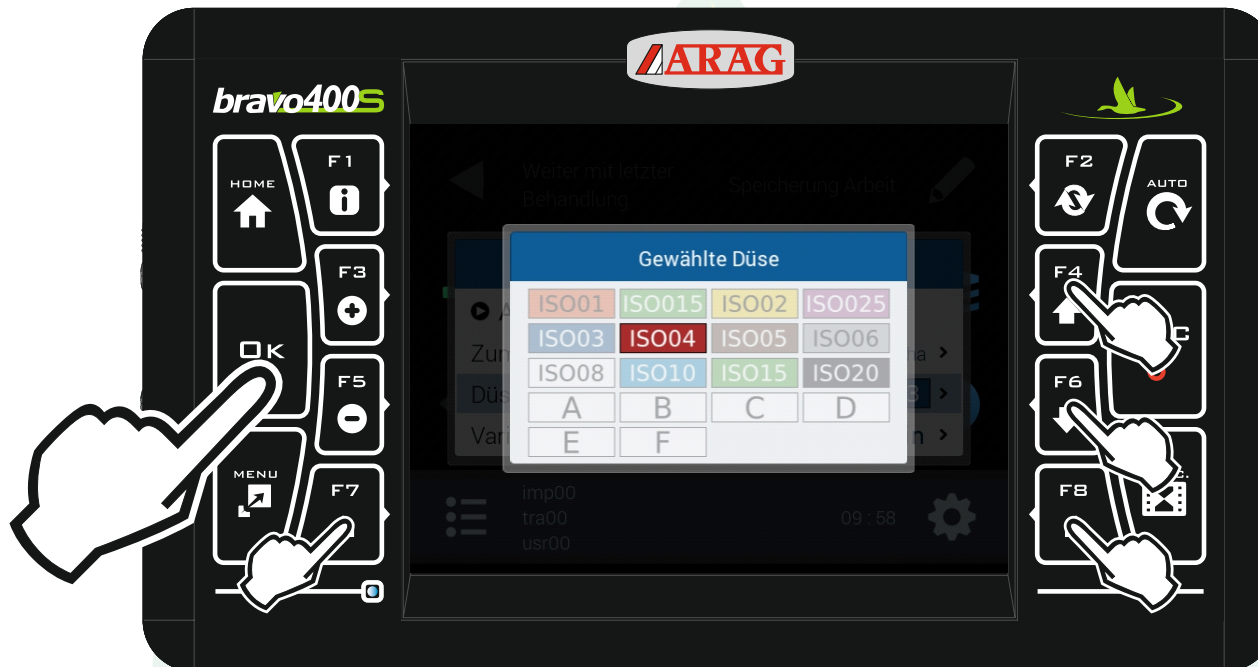 ARAG
bravo400S
HOME
F1
F3
OK
F5
MENU
F7
Weiter mit letzter
Behandlung
Speicherung Arbeit
Gewählte Düse
ISO01 ISO015 ISO02 ISO025
ISO03 ISO04 ISO05 ISO06
ISO08 ISO10 ISO15 ISO20
A B C D
E F
imp00
tra00
usr00
09 : 58
F2
AUTO
F4
F6
F8